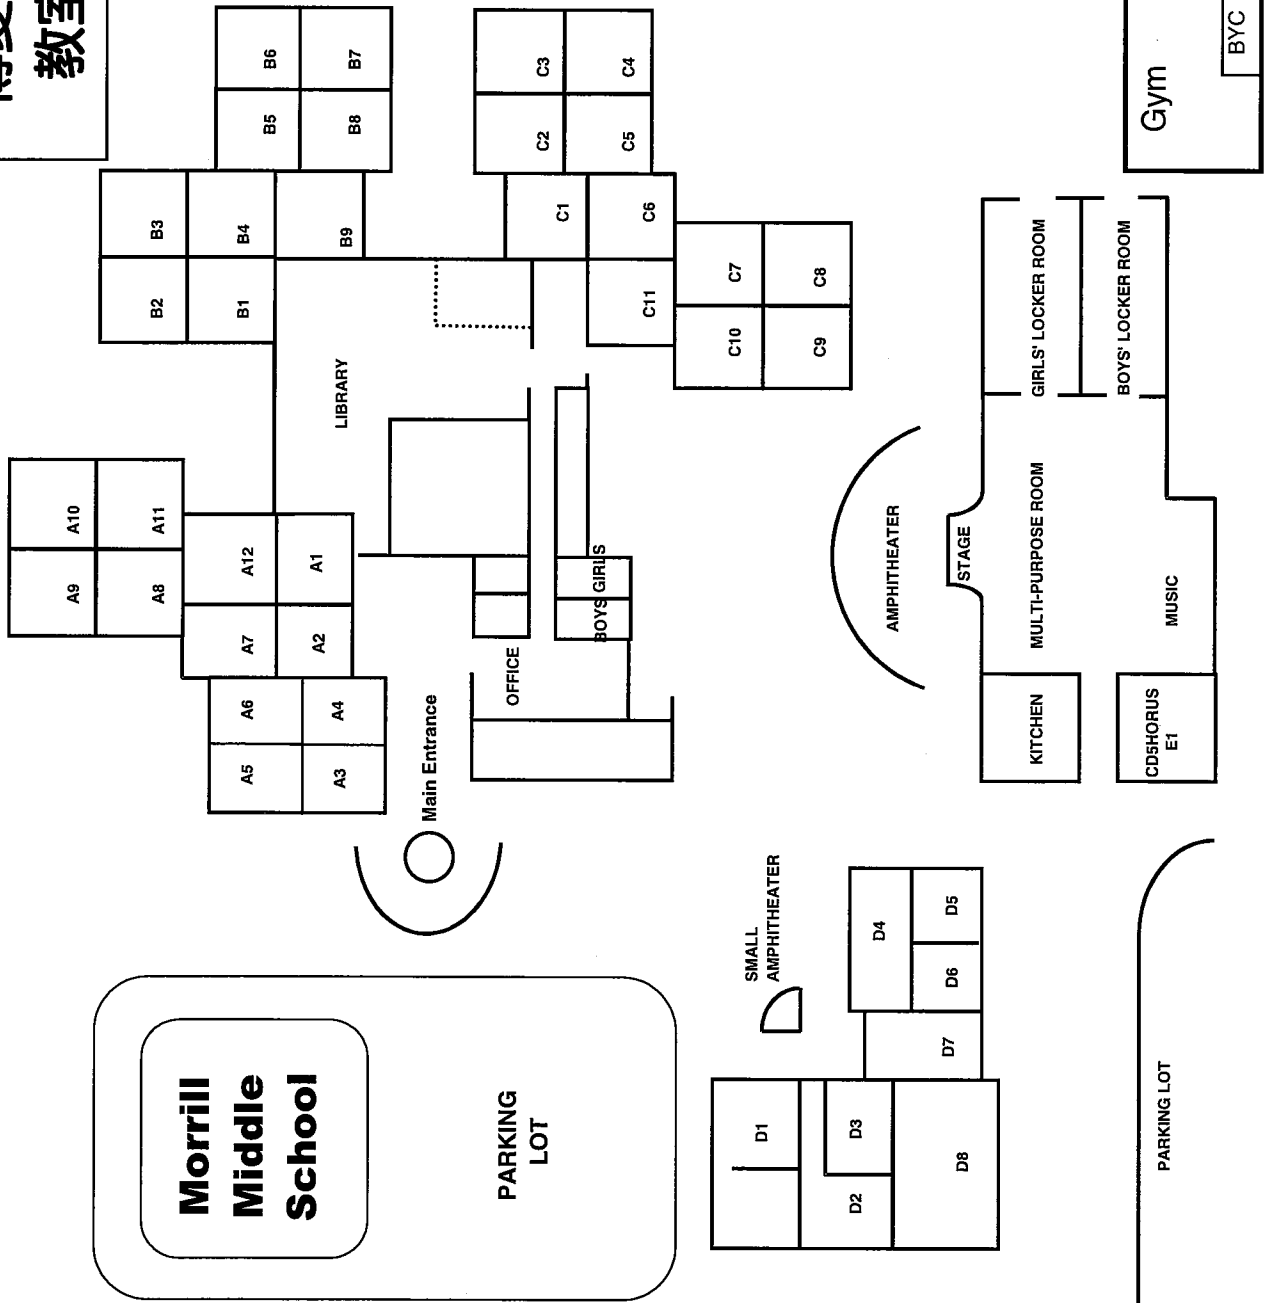 教室
B6
B7
B5
B8
B3
B4
B9
B2
B1
C3
C4
C2
C5
C1
C6
C7
C8
C11
C10
C9
Gym
BYC
GIRLS' LOCKER ROOM
BOYS' LOCKER ROOM
LIBRARY
A10
A11
A9
A8
A12
A1
A7
A2
A6
A4
A5
A3
GIRLS
BOYS
OFFICE
Main Entrance
AMPHITHEATER
STAGE
MULTI-PURPOSE ROOM
MUSIC
KITCHEN
CD5HORUS
E1
SMALL
AMPHITHEATER
D4
D5
D6
D7
D1
D3
D2
D8
Morrill
Middle
School
PARKING
LOT
PARKING LOT